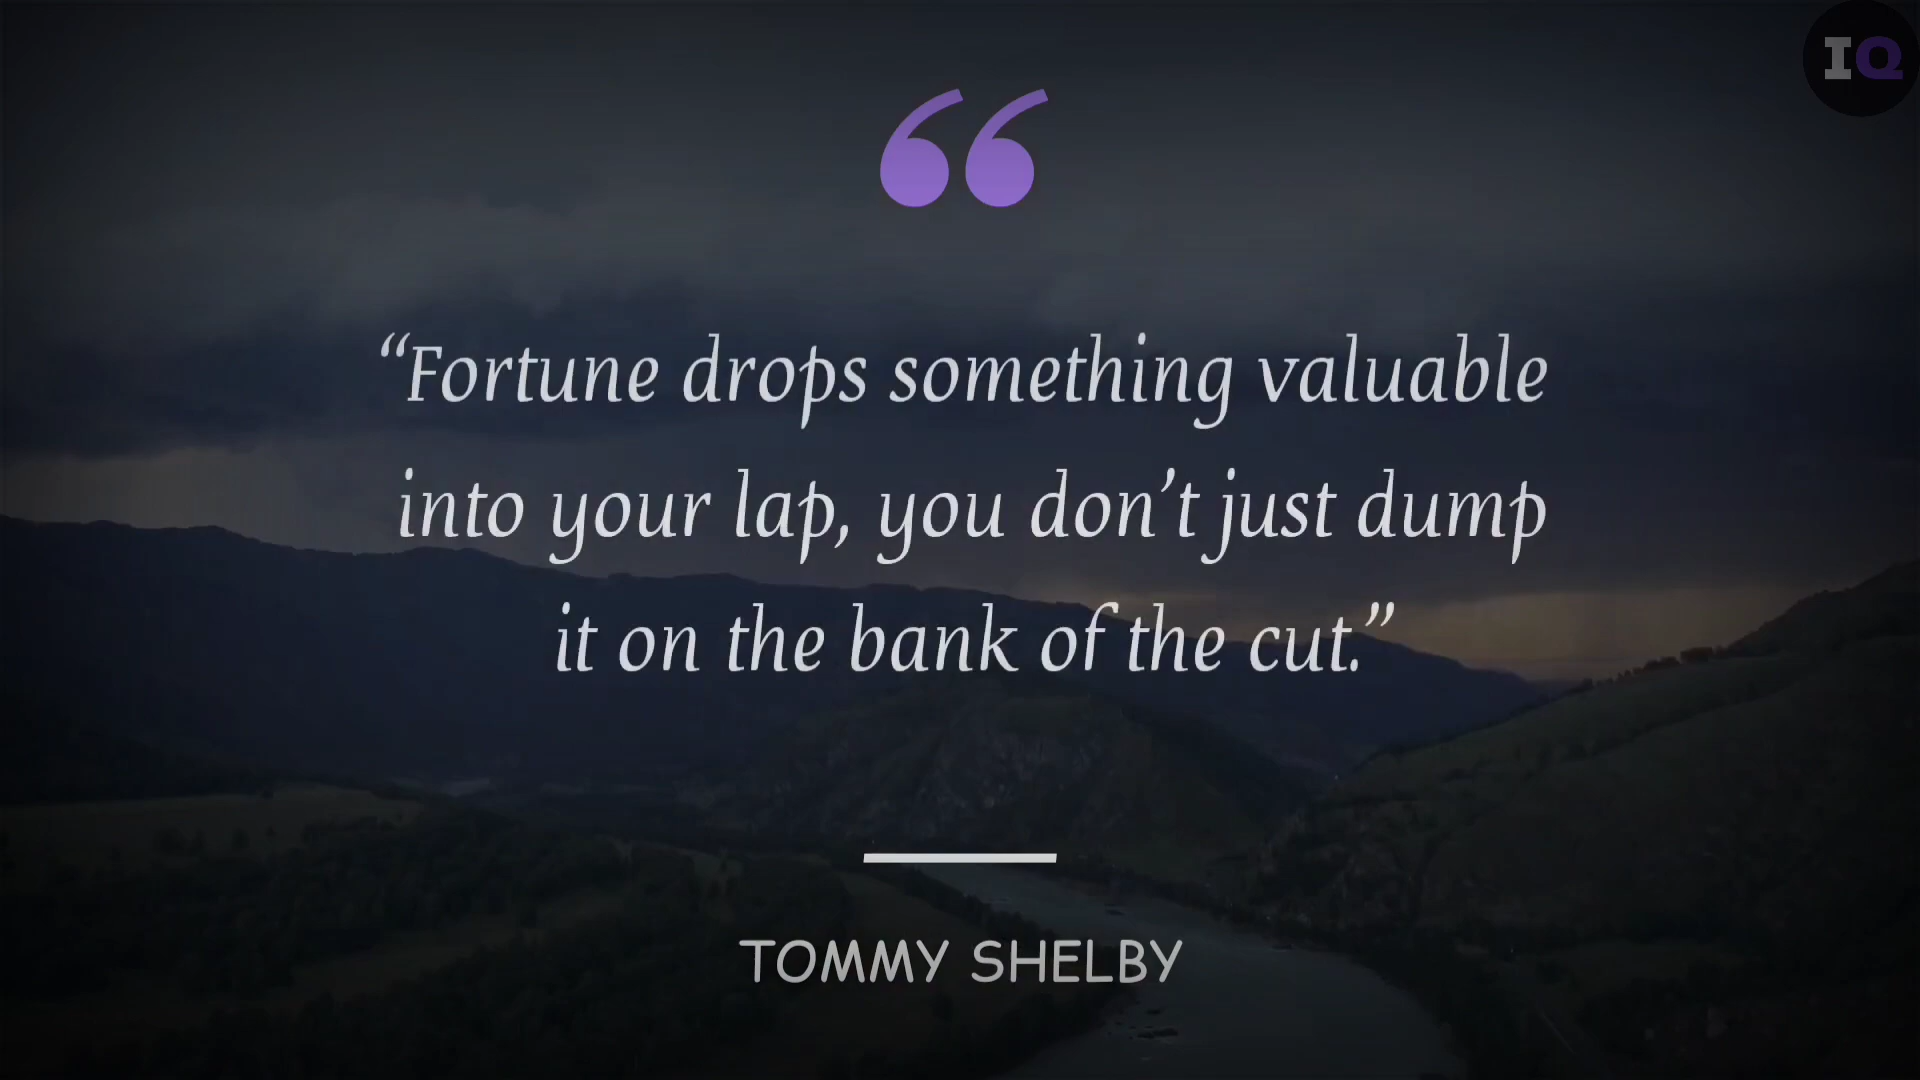 IQ
“Fortune drops something valuable
into your lap, you don’t just dump
it on the bank of the cut.”
TOMMY SHELBY